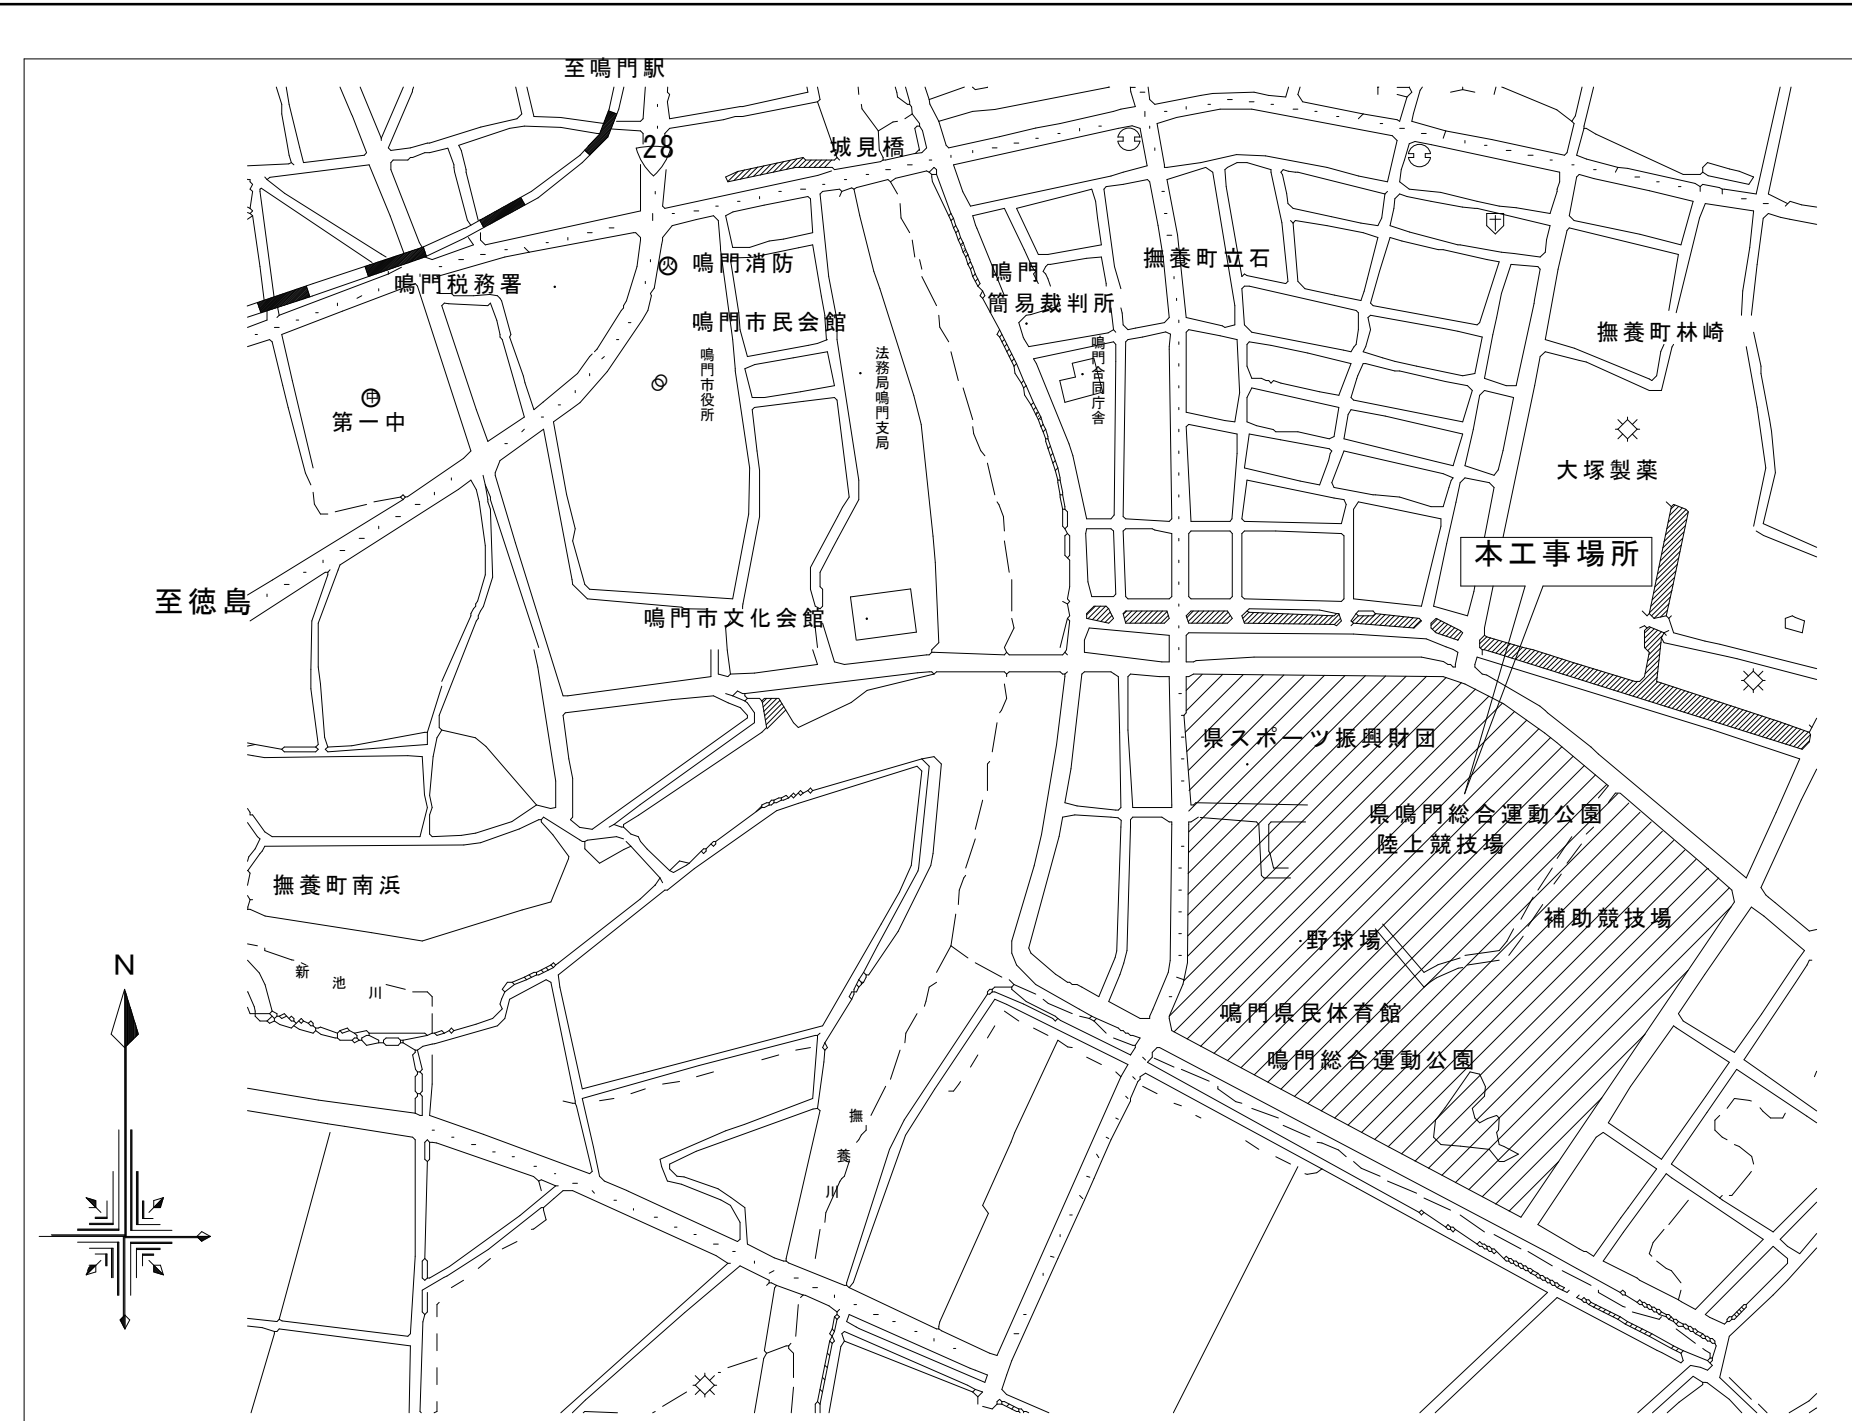 至鳴門駅
28
城見橋
鳴門税務署
火
鳴門消防
鳴門市民会館
鳴門市役所
法務局鳴門支局
鳴門
簡易裁判所
鳴門合同庁舎
撫養町立石
撫養町林崎
中
第一中
大塚製薬
本工事場所
至徳島
鳴門市文化会館
県スポーツ振興財団
県鳴門総合運動公園
陸上競技場
撫養町南浜
補助競技場
野球場
N
新池川
鳴門県民体育館
鳴門総合運動公園
撫養川